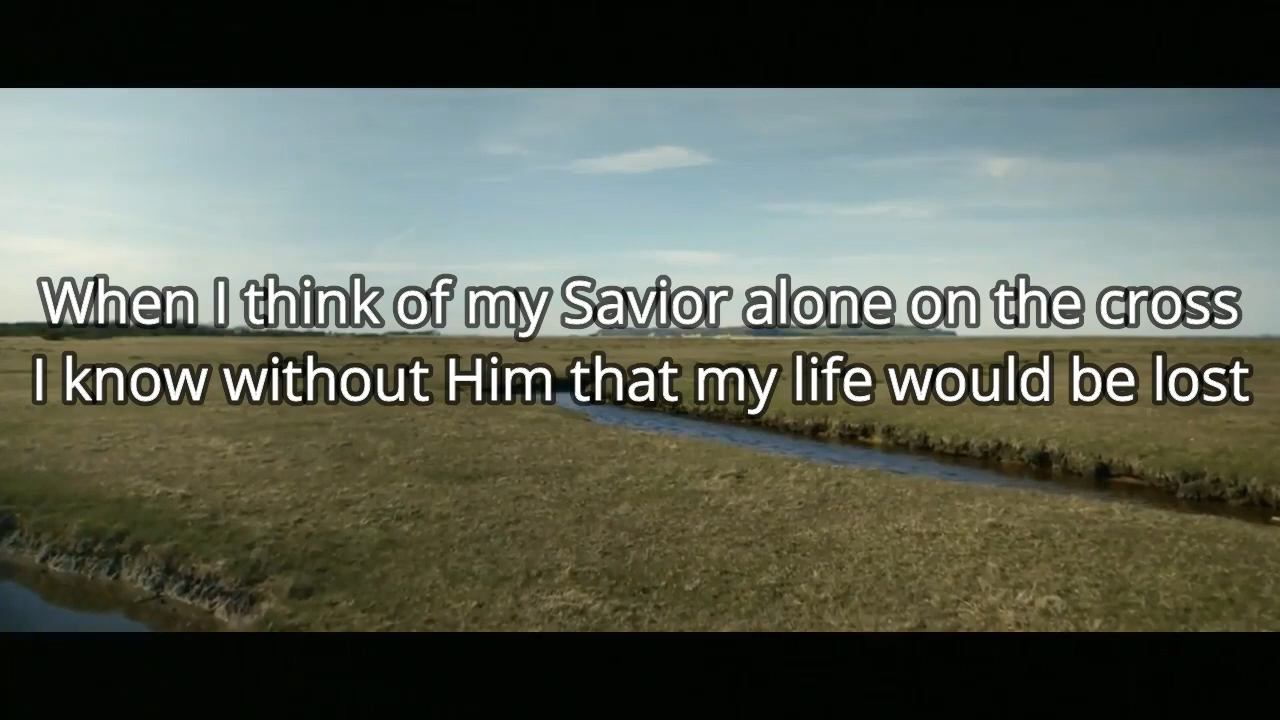 When I think of my Savior alone on the cross
I know without Him that my life would be lost